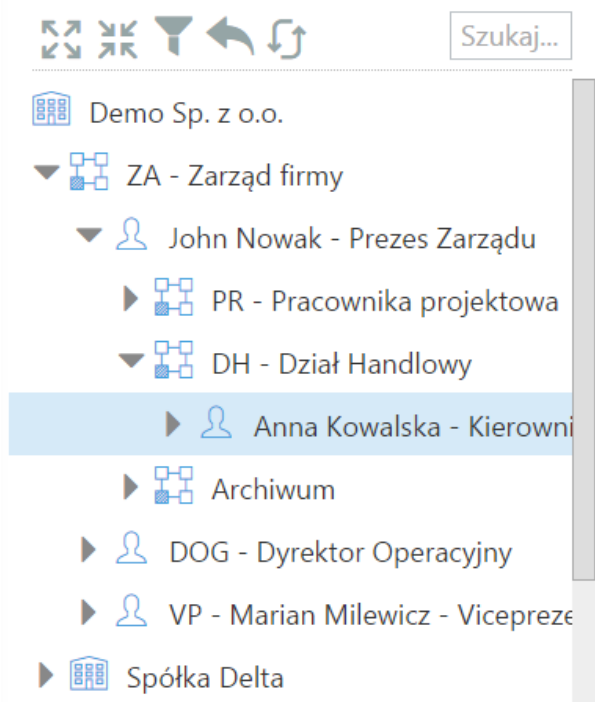 Szukaj...
Demo Sp. z o.o.
ZA - Zarząd firmy
John Nowak - Prezes Zarządu
PR - Pracownika projektowa
DH - Dział Handlowy
Anna Kowalska - Kierowni
Archiwum
DOG - Dyrektor Operacyjny
VP - Marian Milewicz - Wicepreze
Spółka Delta